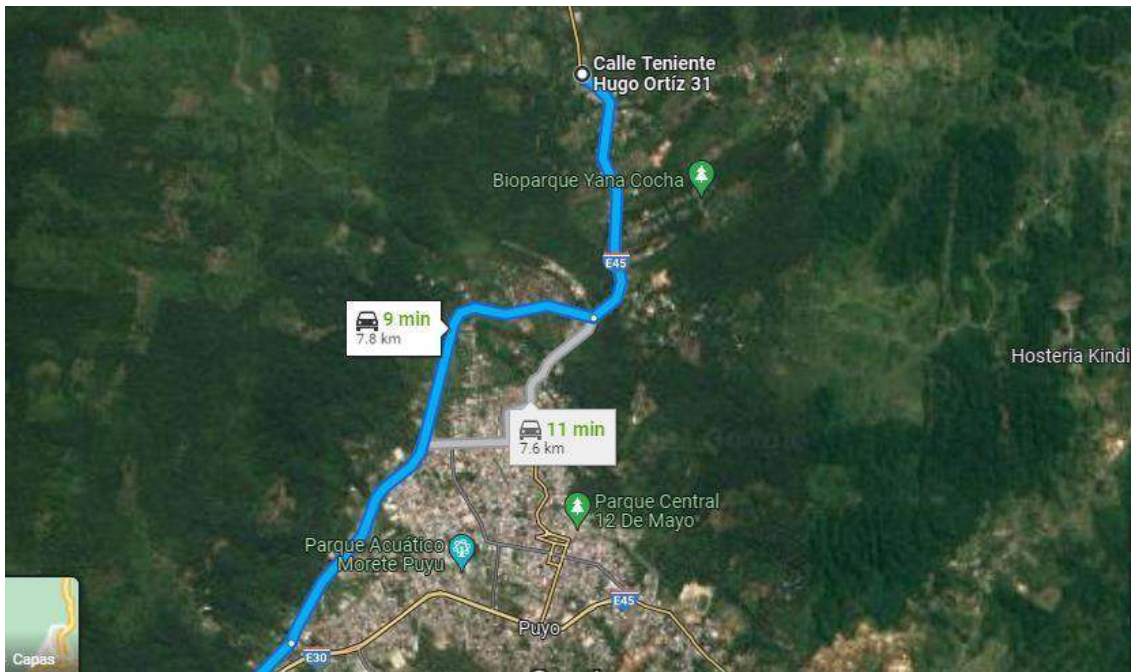 Calle Teniente
Hugo Ortíz 31
Bioparque Yana Cocha
E45
9 min
7.8 km
Hosteria Kindi
11 min
7.6 km
Parque Central
12 De Mayo
Parque Acuático
Morete Puyu
E45
Puyo
E30
Capas